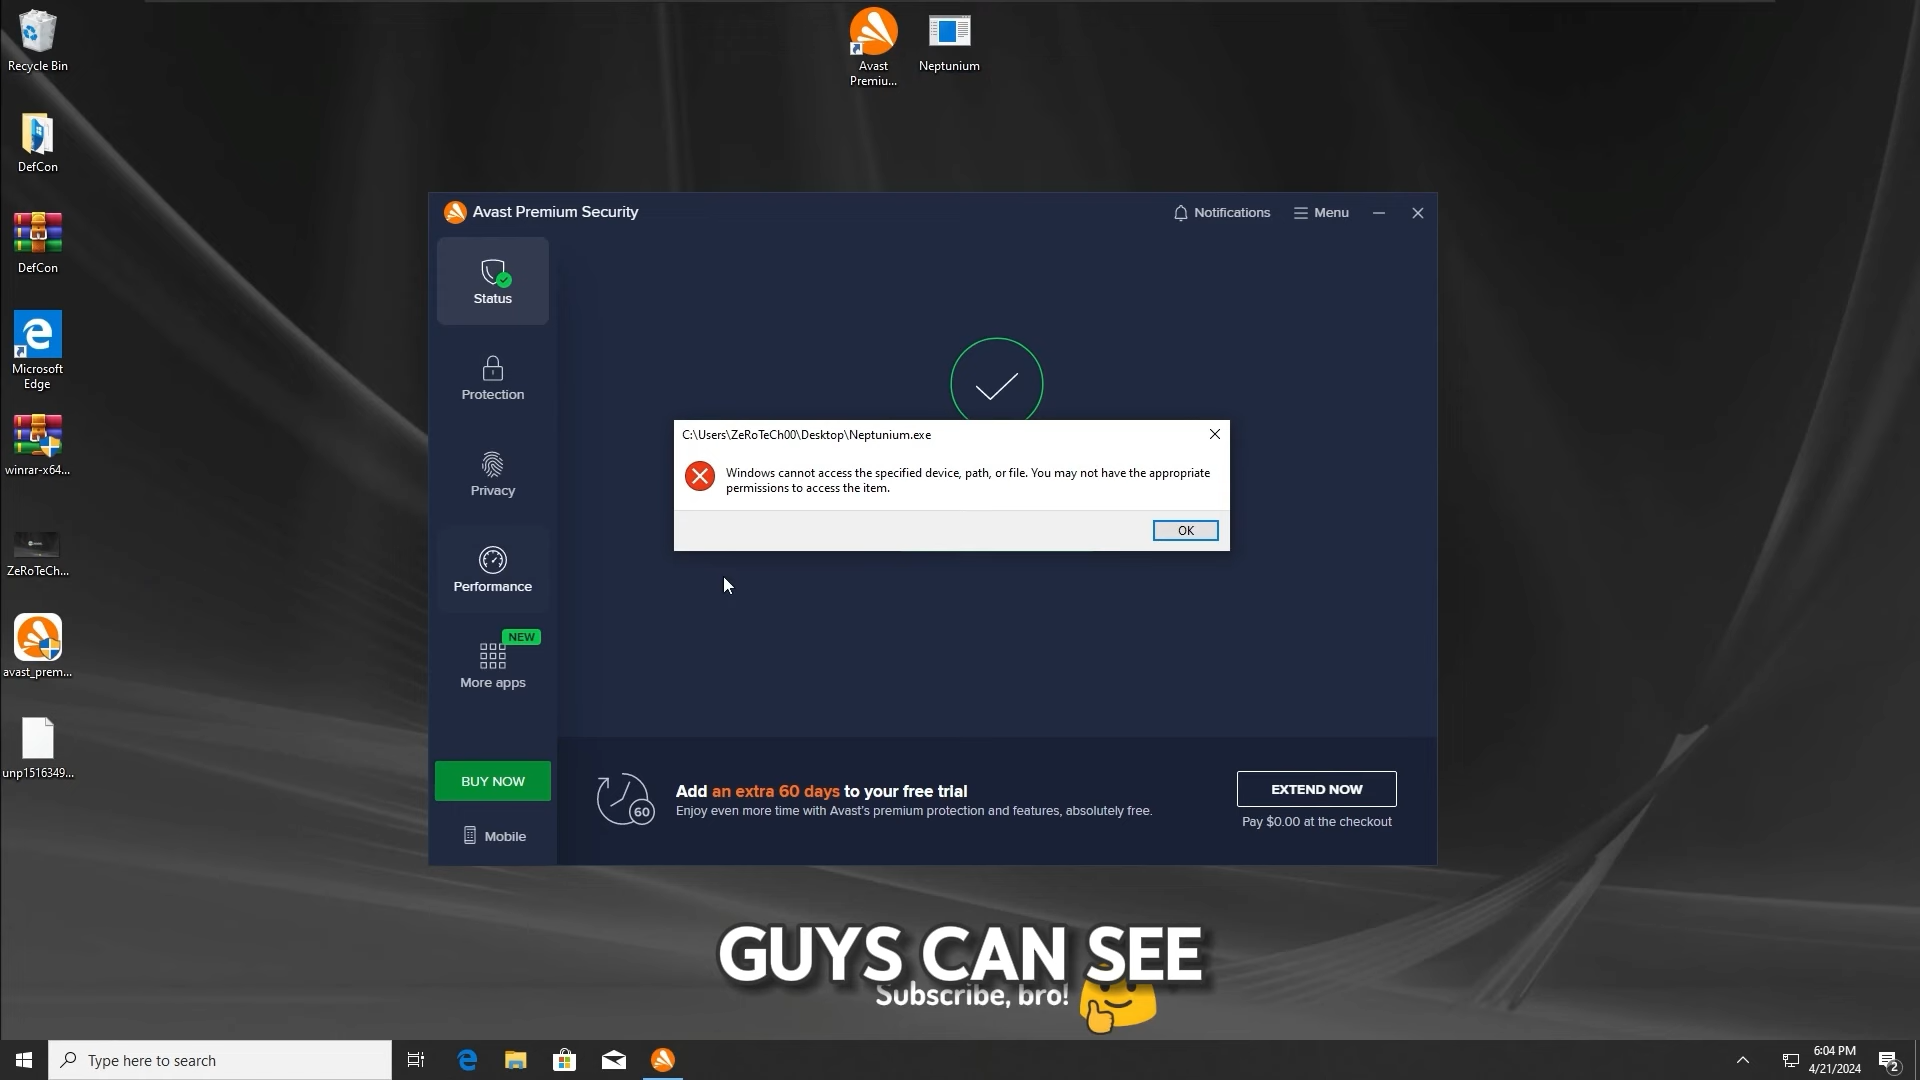 Recycle Bin
Avast
Premiu...
Neptunium
DefCon
DefCon
Microsoft
Edge
winrar-x64...
ZeRoTeCh...
avast_prem...
unp1516349...
Avast Premium Security
Notifications
Menu
Status
Protection
Privacy
Performance
NEW
More apps
BUY NOW
Mobile
C:\Users\ZeRoTeCh00\Desktop\Neptunium.exe
Windows cannot access the specified device, path, or file. You may not have the appropriate
permissions to access the item.
OK
60
Add an extra 60 days to your free trial
Enjoy even more time with Avast's premium protection and features, absolutely free.
EXTEND NOW
Pay $0.00 at the checkout
GUYS CAN SEE
Subscribe, bro!
Type here to search
6:04 PM
4/21/2024
2